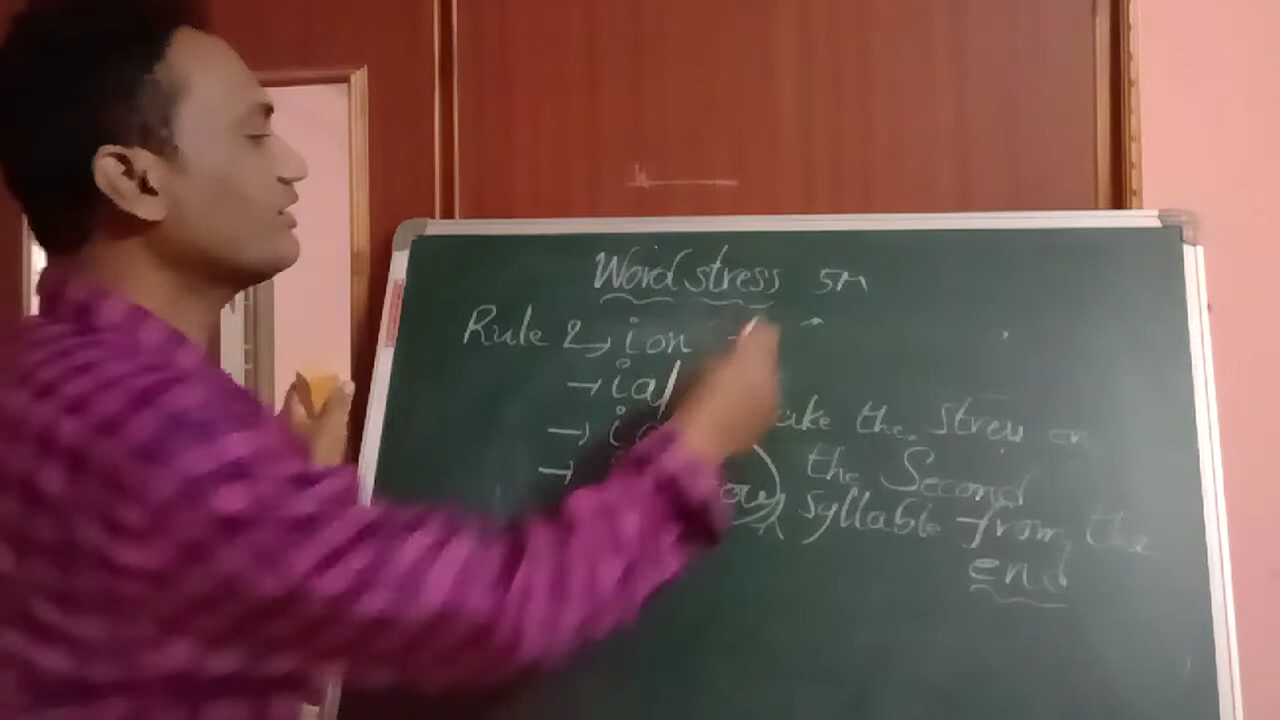 Word stress 5M
Rule 2 → ion →
→ ial
→ i
→
the stress on
the Second
syllable from the
end